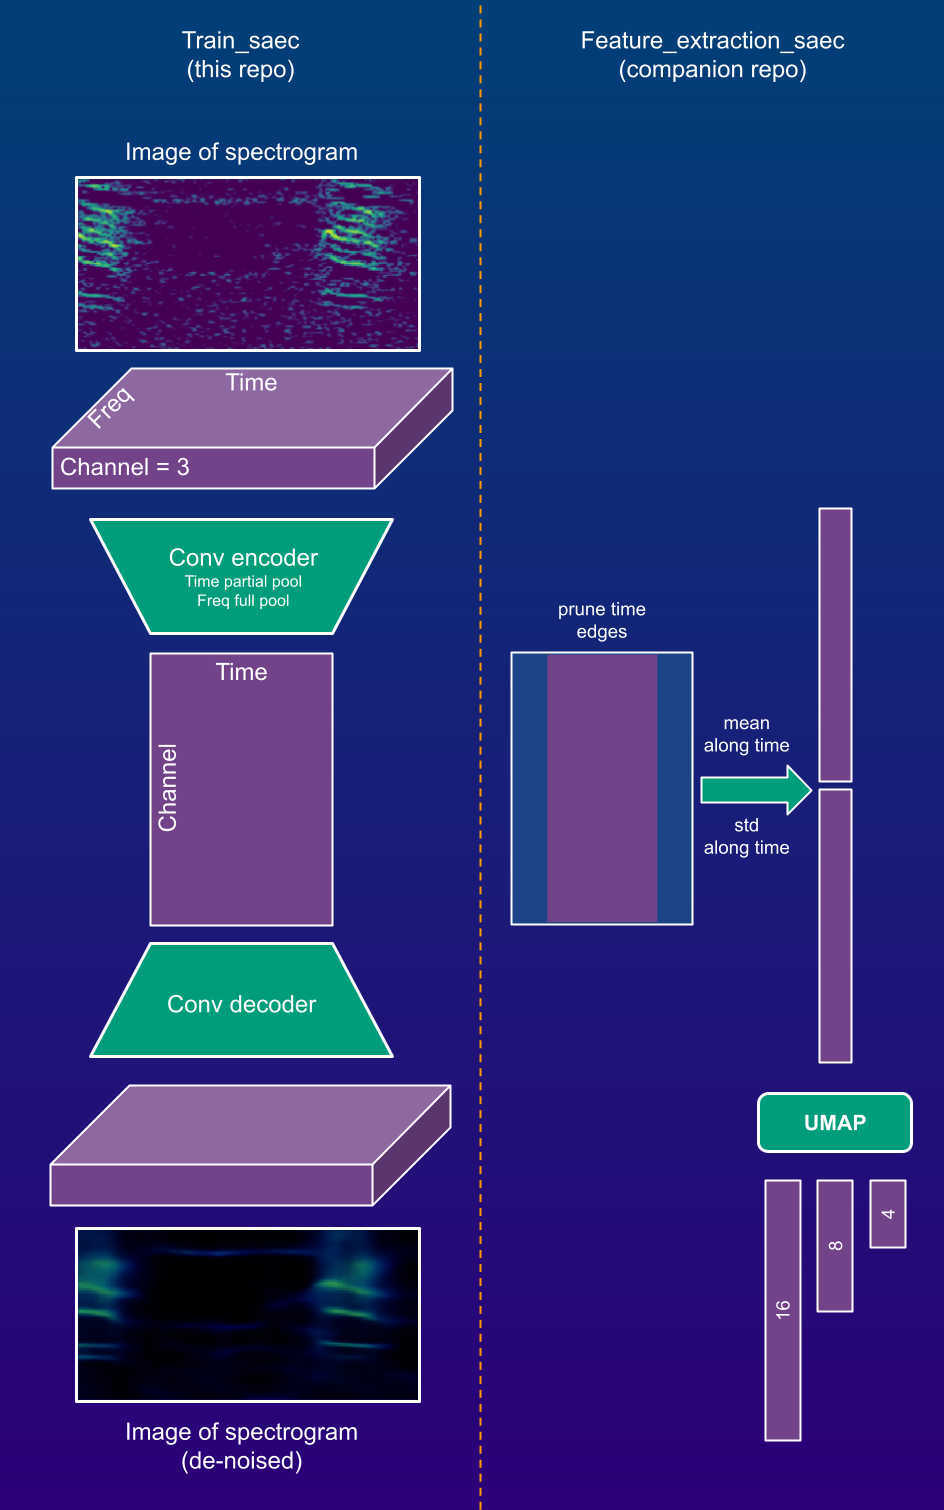 Train_saec
(this repo)
Image of spectrogram
Time
Freq
Channel = 3
Conv encoder
Time partial pool
Freq full pool
Time
Channel
Conv decoder
Image of spectrogram
(de-noised)
Feature_extraction_saec
(companion repo)
prune time
edges
mean
along time
std
along time
UMAP
16
8
4